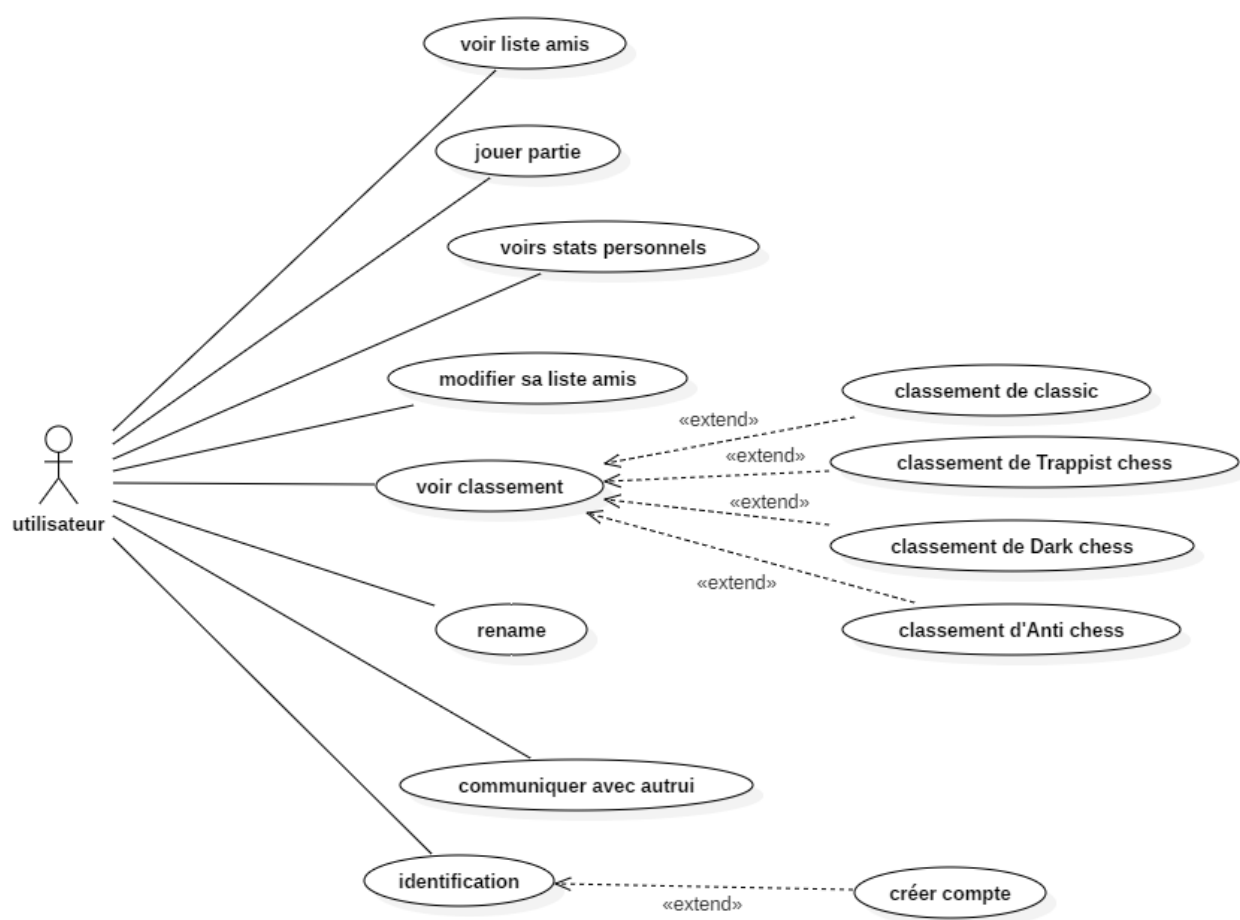 voir liste amis
jouer partie
voirs stats personnels
modifier sa liste amis
classement de classic
«extend»
«extend»
classement de Trappist chess
voir classement
«extend»
utilisateur
classement de Dark chess
«extend»
rename
classement d'Anti chess
communiquer avec autrui
identification
«extend»
créer compte